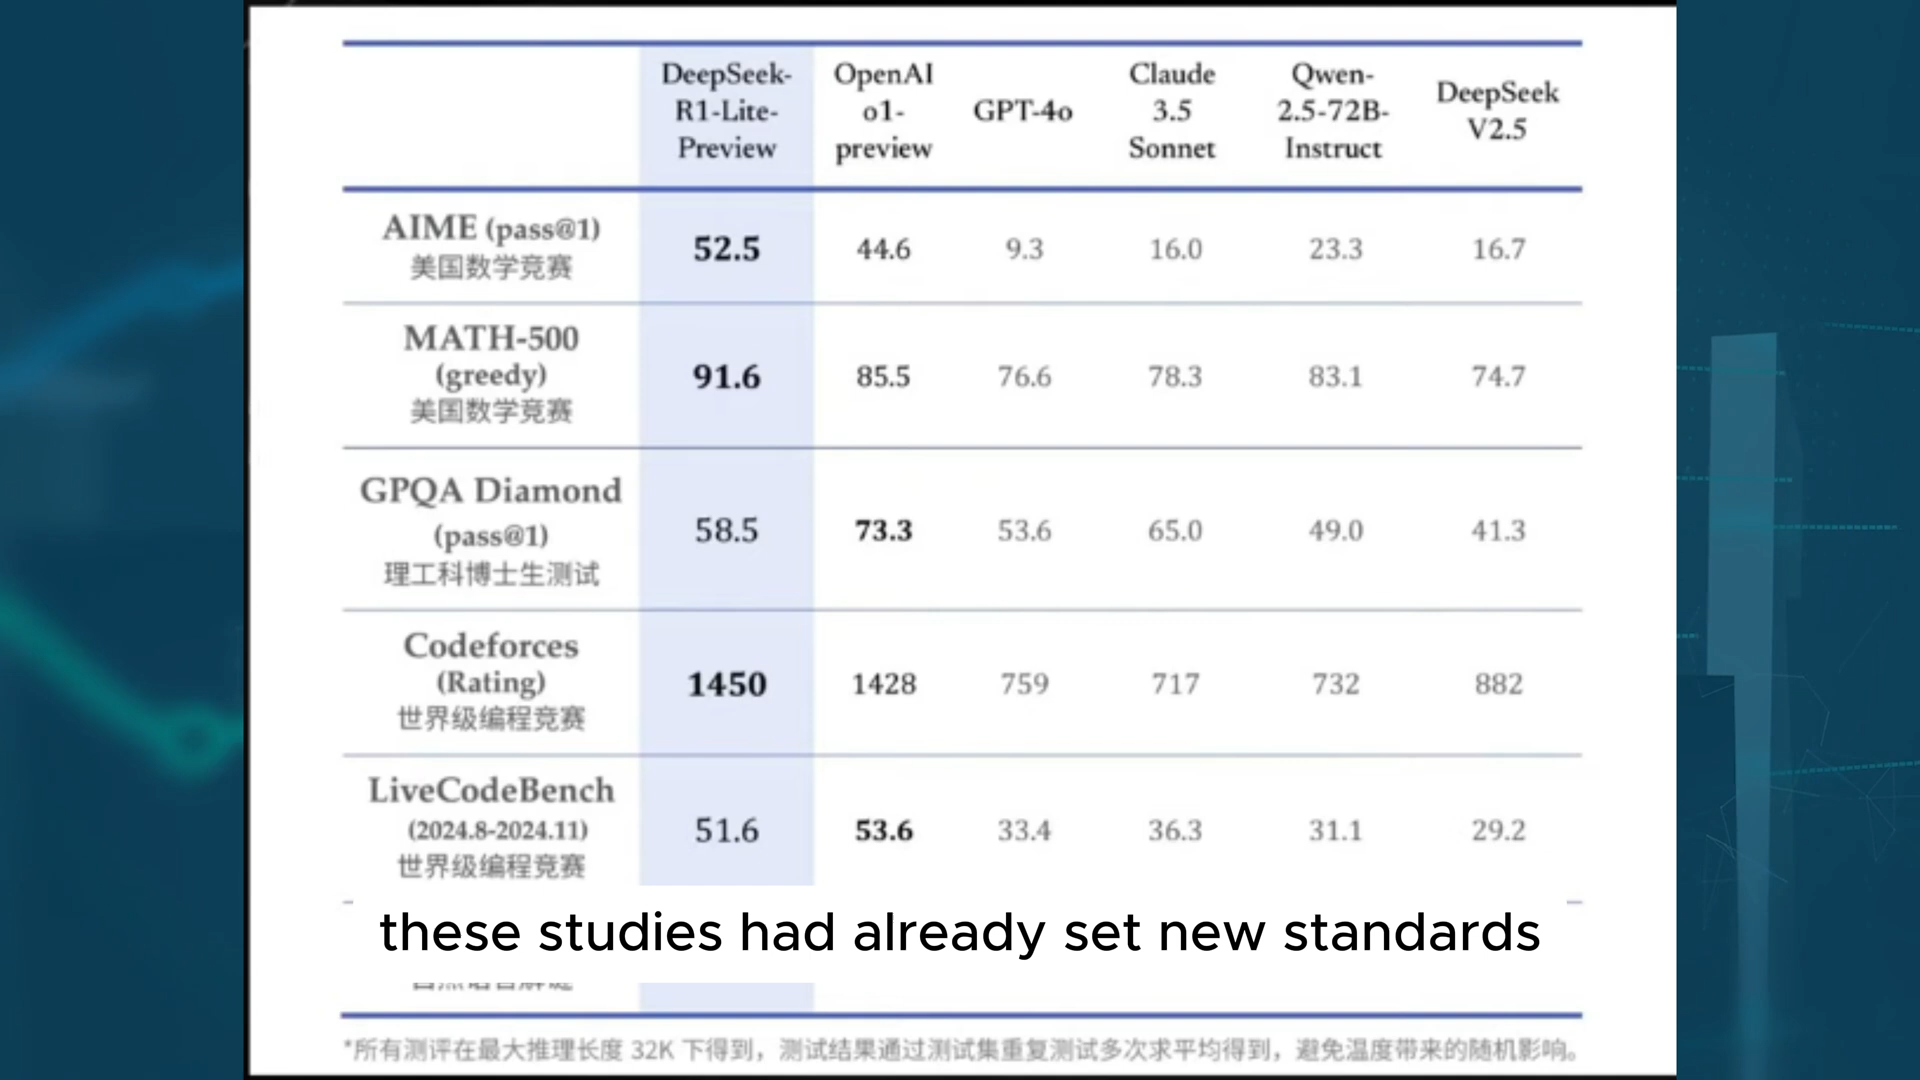 DeepSeek-R1-Lite-Preview OpenAI o1-preview GPT-4o Claude 3.5 Sonnet Qwen-2.5-72B-Instruct DeepSeek V2.5
AIME (pass@1) 52.5 44.6 9.3 16.0 23.3 16.7
美国数学竞赛
MATH-500
(greedy) 91.6 85.5 76.6 78.3 83.1 74.7
美国数学竞赛
GPQA Diamond
(pass@1) 58.5 73.3 53.6 65.0 49.0 41.3
理工科博士生测试
Codeforces
(Rating) 1450 1428 759 717 732 882
世界级编程竞赛
LiveCodeBench
(2024.8-2024.11) 51.6 53.6 33.4 36.3 31.1 29.2
世界级编程竞赛
these studies had already set new standards
*所有测评在最大推理长度 32K 下得到，测试结果通过测试集重复测试多次求平均得到，避免温度带来的随机影响。